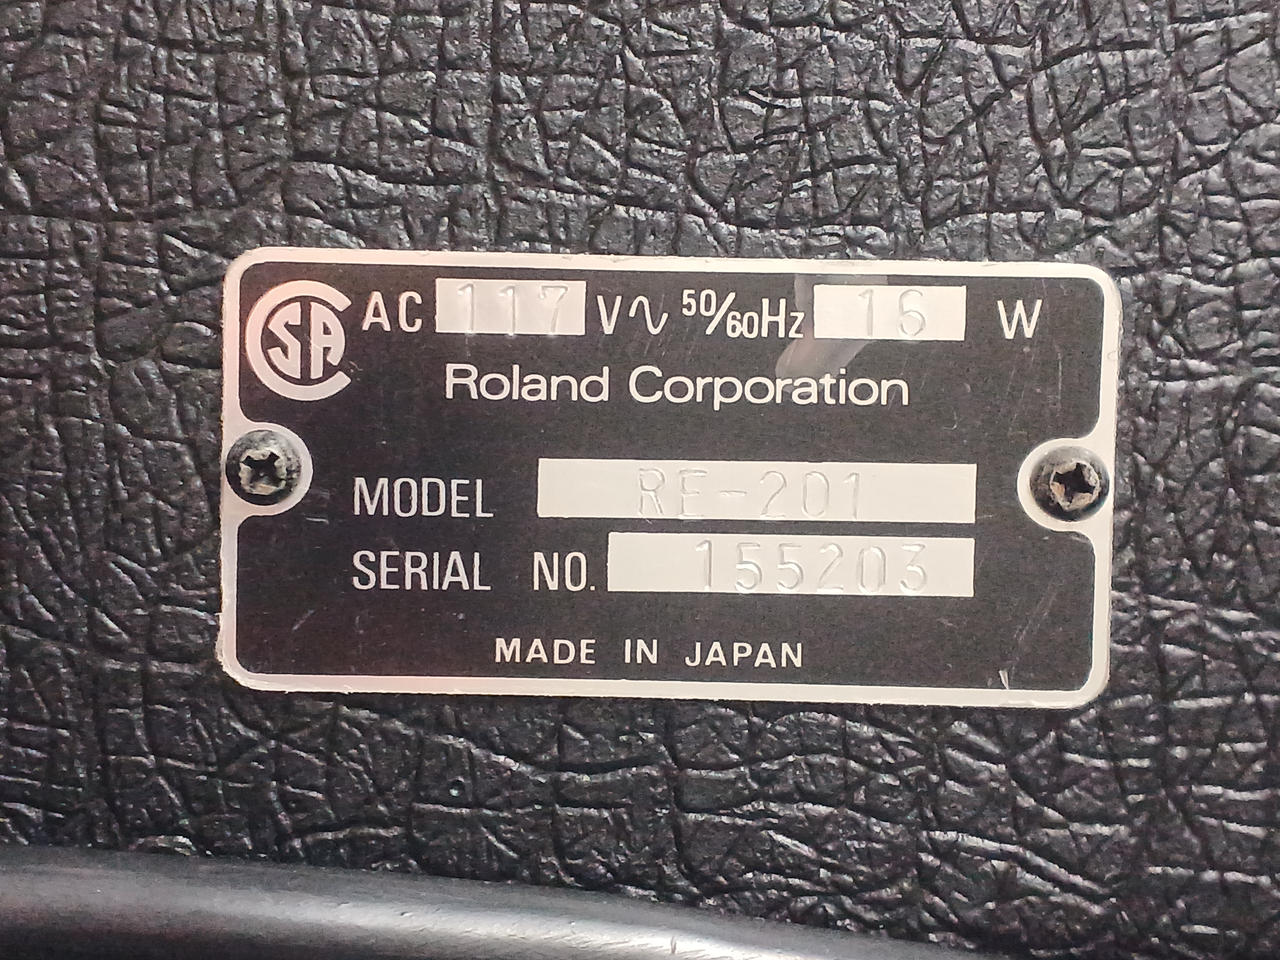 CSA AC 117 V∿ 50/60Hz 16 W
Roland Corporation
MODEL RE-201
SERIAL NO. 155203
MADE IN JAPAN